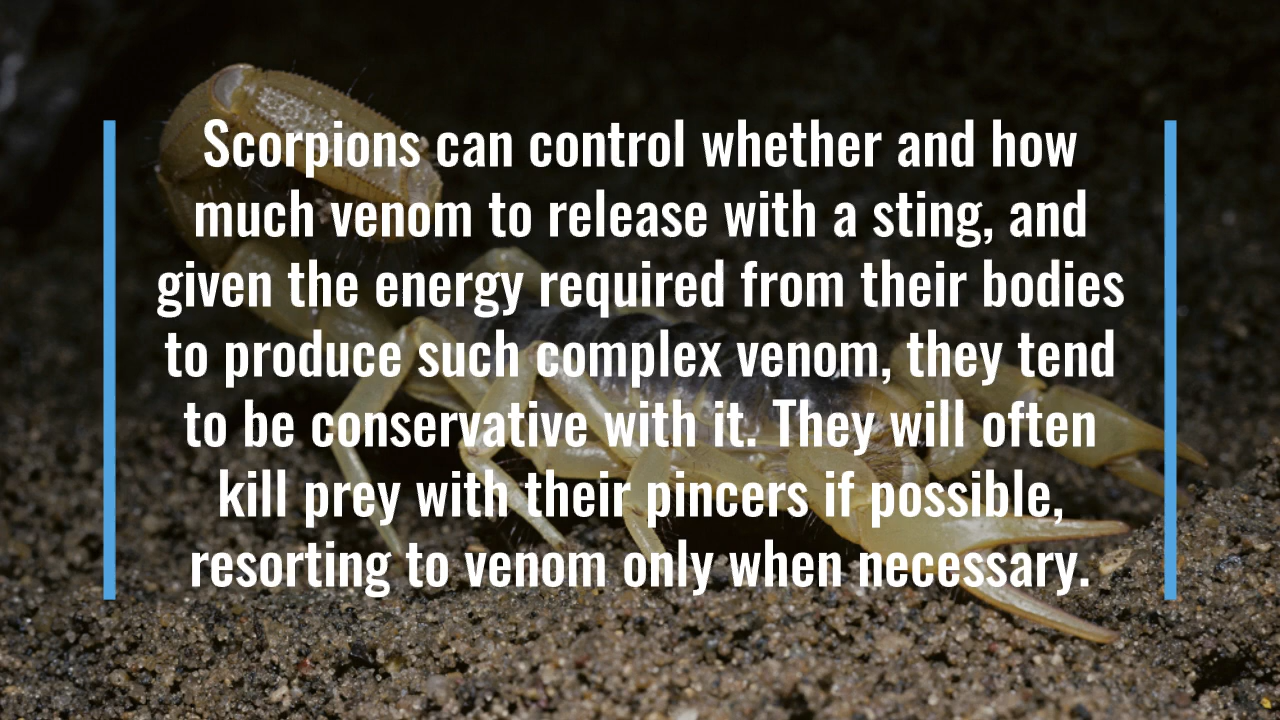 Scorpions can control whether and how
much venom to release with a sting, and
given the energy required from their bodies
to produce such complex venom, they tend
to be conservative with it. They will often
kill prey with their pincers if possible,
resorting to venom only when necessary.